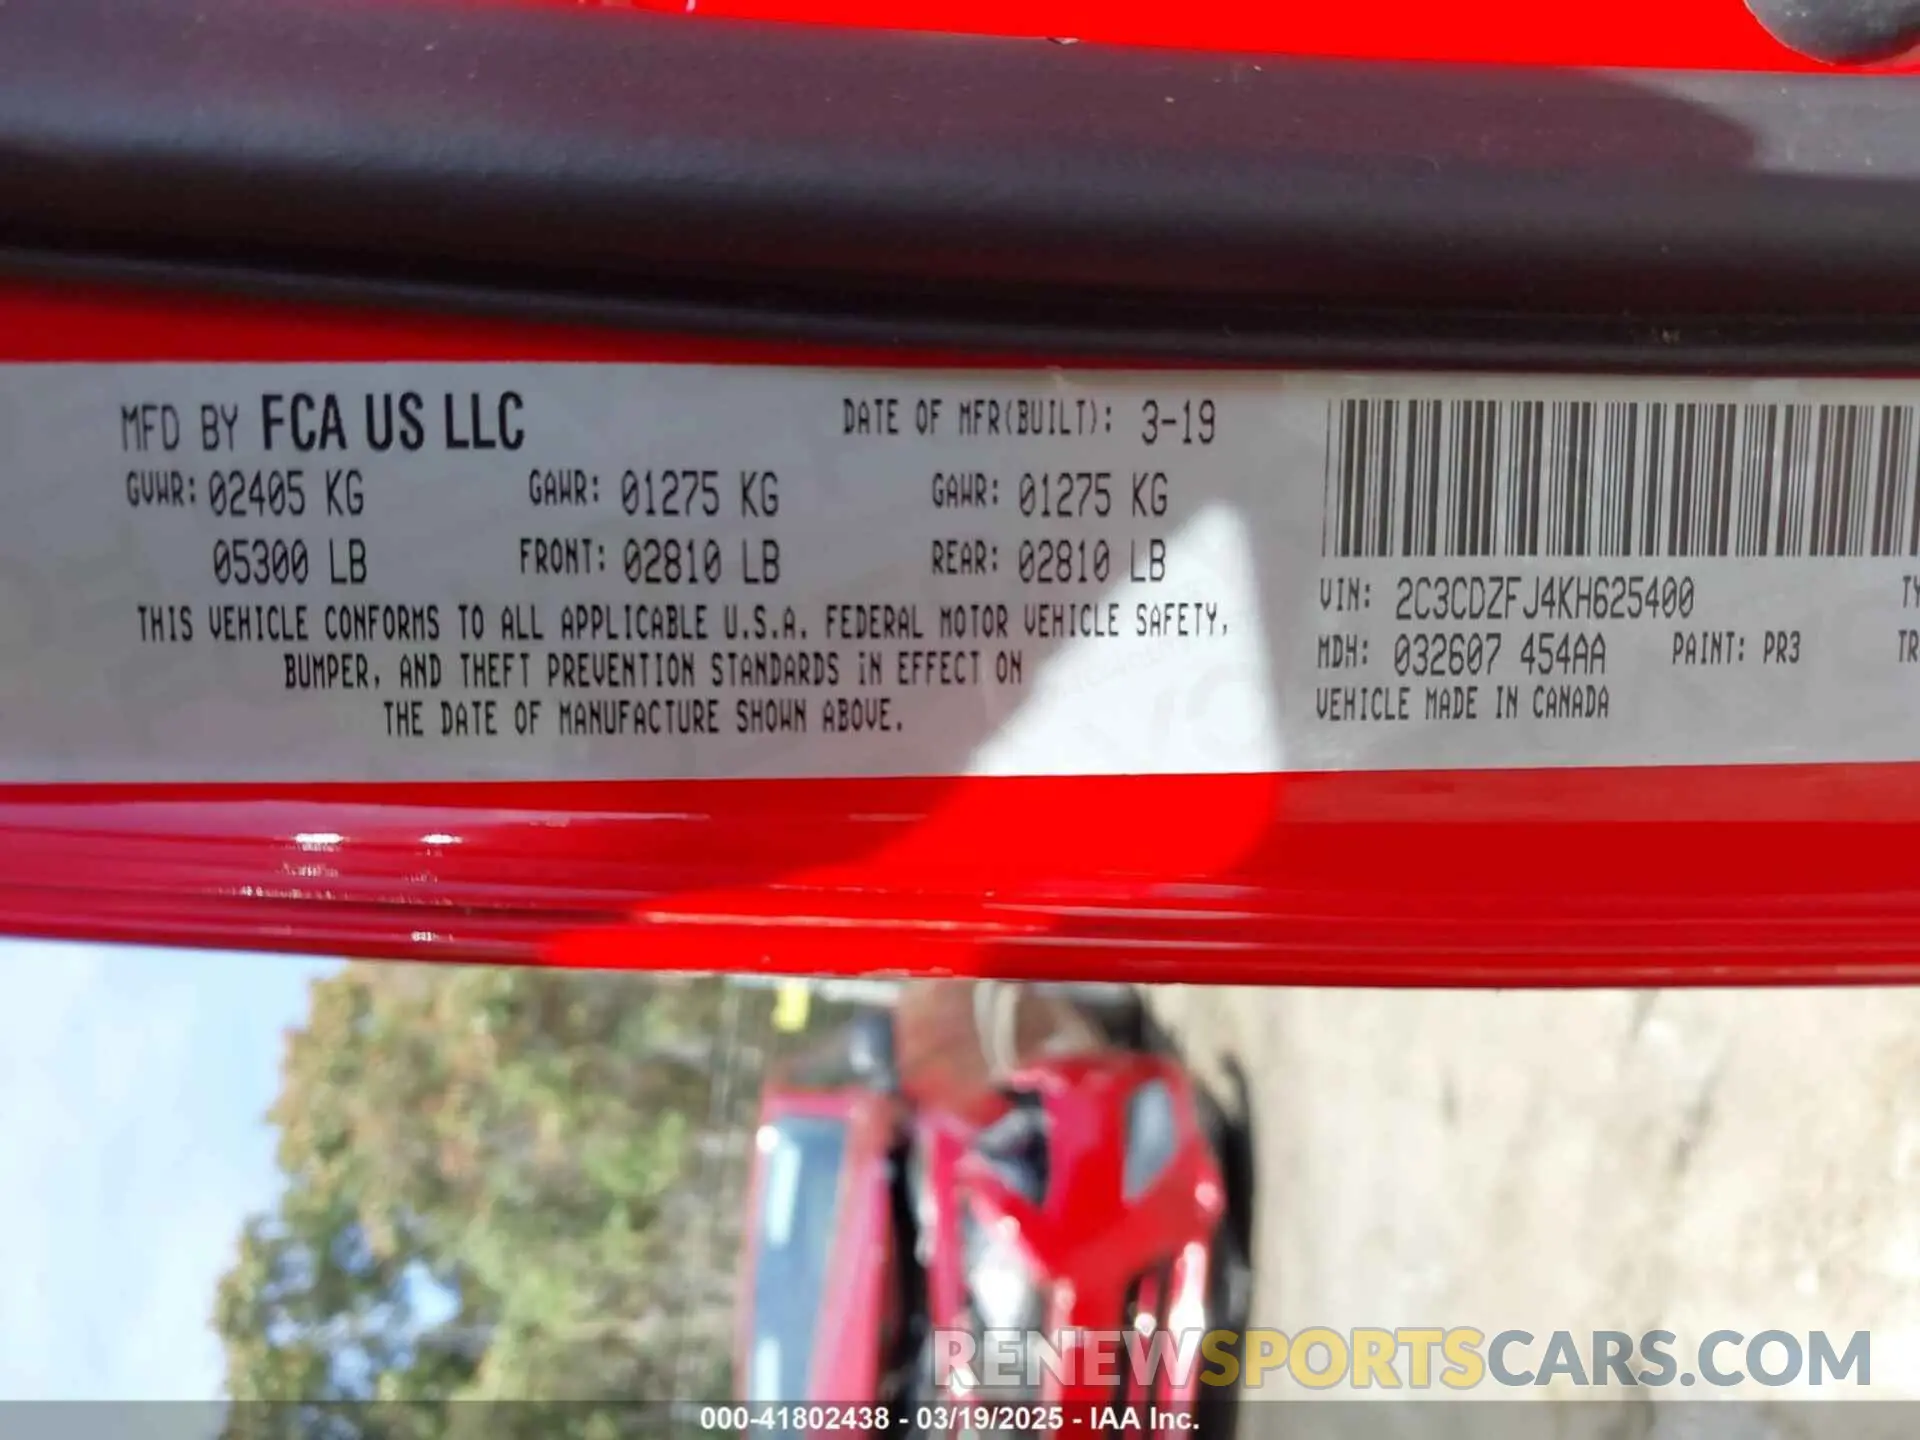 MFD BY FCA US LLC DATE OF MFR(BUILT): 3-19
GVWR: 02405 KG GAWR: 01275 KG GAWR: 01275 KG
05300 LB FRONT: 02810 LB REAR: 02810 LB
THIS VEHICLE CONFORMS TO ALL APPLICABLE U.S.A. FEDERAL MOTOR VEHICLE SAFETY,
BUMPER, AND THEFT PREVENTION STANDARDS iN EFFECT ON
THE DATE OF MANUFACTURE SHOWN ABOVE.
VIN: 2C3CDZFJ4KH625400 TY
MDH: 032607 454AA PAINT: PR3 TR
VEHICLE MADE IN CANADA
RENEWSPORTSCARS.COM
000-41802438 - 03/19/2025 - IAA Inc.